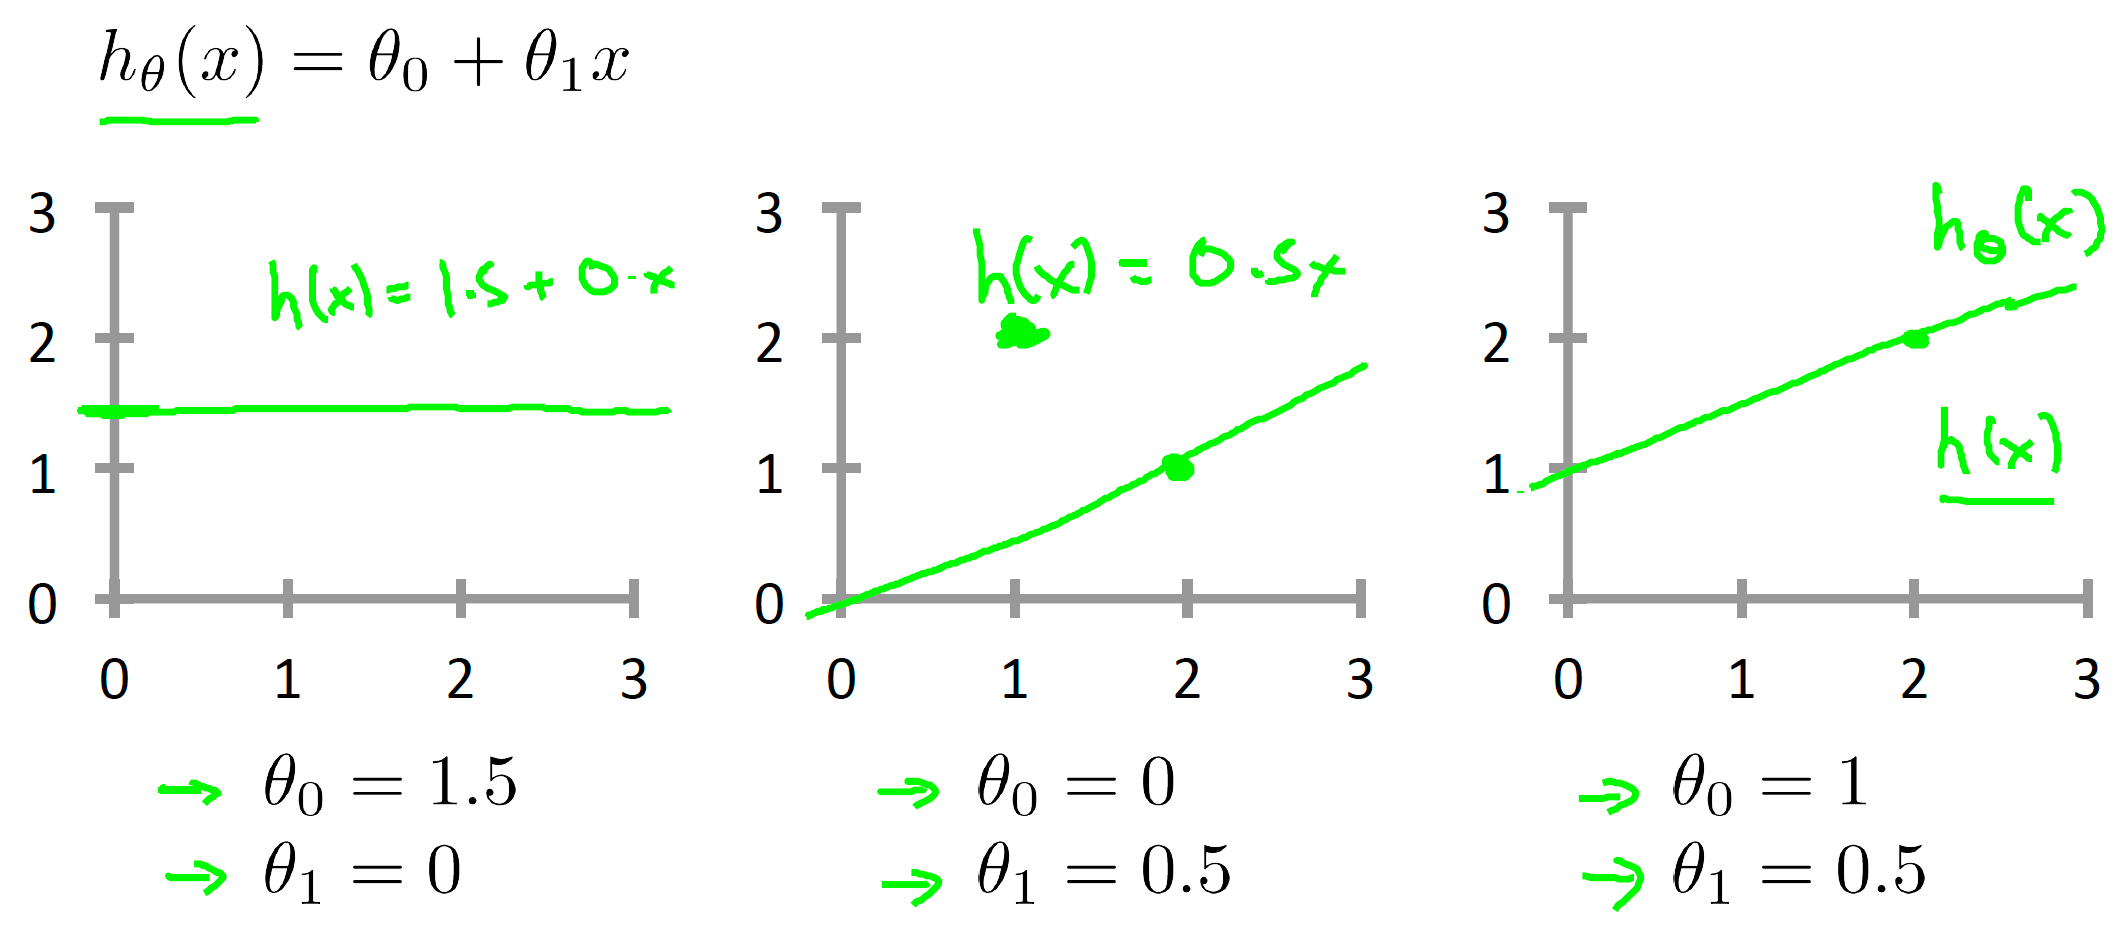 hθ(x) = θ0 + θ1x
3
2
1
0
0 1 2 3
h(x) = 1.5 + 0·x
→ θ0 = 1.5
→ θ1 = 0
3
2
1
0
0 1 2 3
h(x) = 0.5x
→ θ0 = 0
→ θ1 = 0.5
3
2
1
0
0 1 2 3
hθ(x)
h(x)
→ θ0 = 1
→ θ1 = 0.5